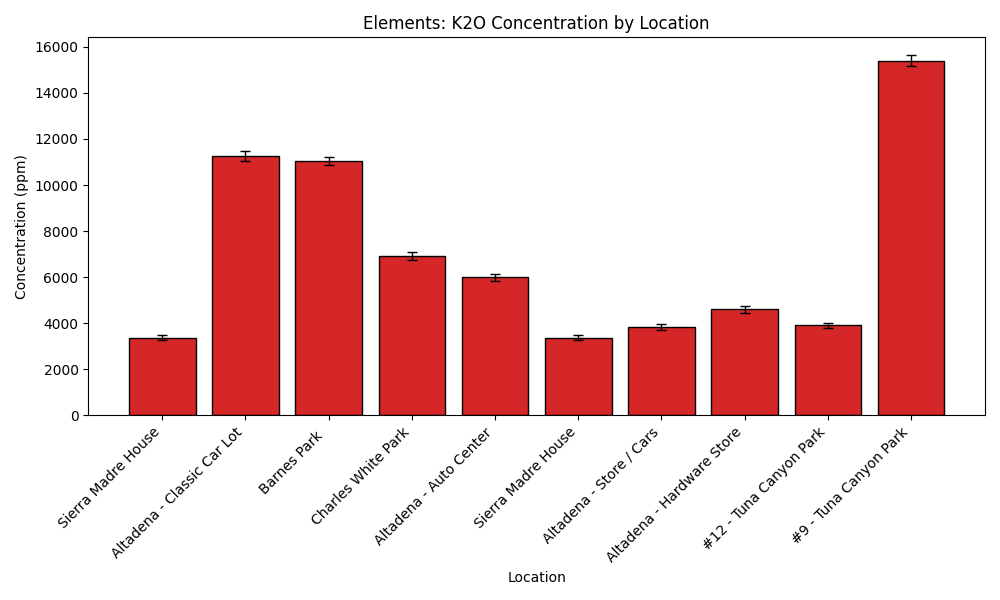 Elements: K2O Concentration by Location
Concentration (ppm)
16000
14000
12000
10000
8000
6000
4000
2000
0
Sierra Madre House
Altadena - Classic Car Lot
Barnes Park
Charles White Park
Altadena - Auto Center
Sierra Madre House
Altadena - Store / Cars
Altadena - Hardware Store
#12 - Tuna Canyon Park
#9 - Tuna Canyon Park
Location